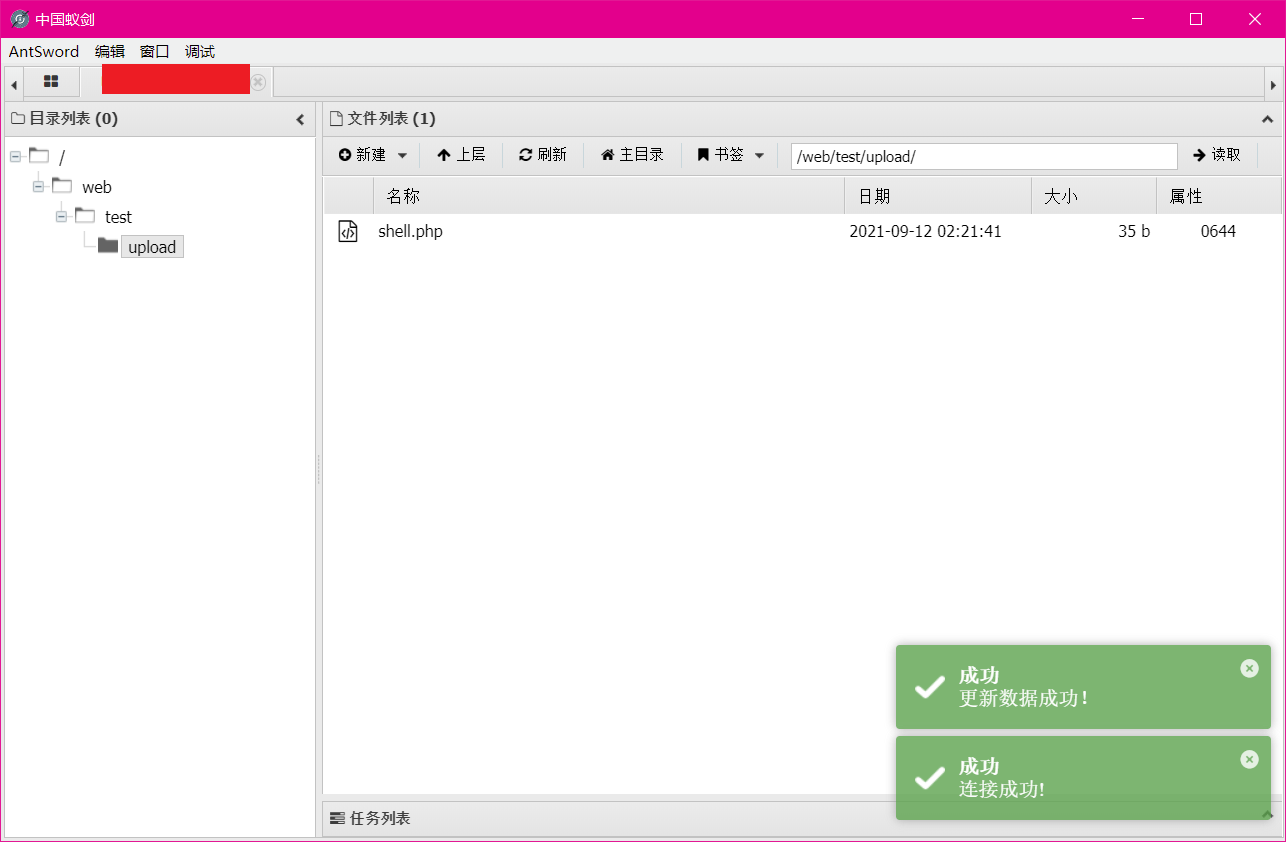 中国蚁剑
AntSword 编辑 窗口 调试
目录列表 (0)
文件列表 (1)
新建 上层 刷新 主目录 书签 /web/test/upload/ 读取
名称 日期 大小 属性
/
web
test
upload
shell.php 2021-09-12 02:21:41 35 b 0644
成功
更新数据成功!
成功
连接成功!
任务列表